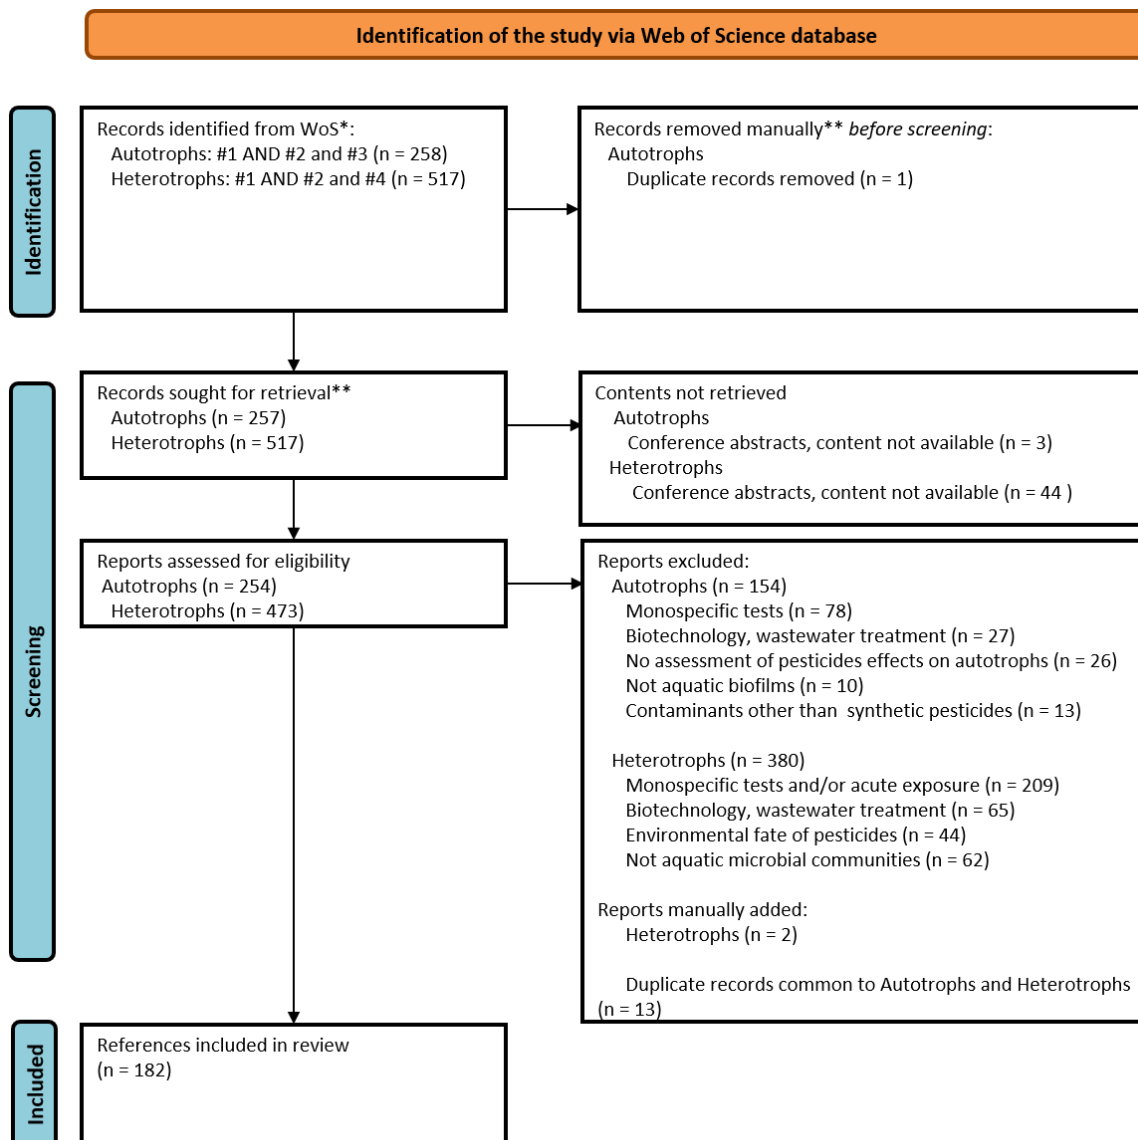 Identification of the study via Web of Science database
Identification
Records identified from WoS*:
Autotrophs: #1 AND #2 and #3 (n = 258)
Heterotrophs: #1 AND #2 and #4 (n = 517)
Records removed manually** before screening:
Autotrophs
Duplicate records removed (n = 1)
Screening
Records sought for retrieval**
Autotrophs (n = 257)
Heterotrophs (n = 517)
Contents not retrieved
Autotrophs
Conference abstracts, content not available (n = 3)
Heterotrophs
Conference abstracts, content not available (n = 44 )
Reports assessed for eligibility
Autotrophs (n = 254)
Heterotrophs (n = 473)
Reports excluded:
Autotrophs (n = 154)
Monospecific tests (n = 78)
Biotechnology, wastewater treatment (n = 27)
No assessment of pesticides effects on autotrophs (n = 26)
Not aquatic biofilms (n = 10)
Contaminants other than  synthetic pesticides (n = 13)
Heterotrophs (n = 380)
Monospecific tests and/or acute exposure (n = 209)
Biotechnology, wastewater treatment (n = 65)
Environmental fate of pesticides (n = 44)
Not aquatic microbial communities (n = 62)
Reports manually added:
Heterotrophs (n = 2)
Duplicate records common to Autotrophs and Heterotrophs
(n = 13)
Included
References included in review
(n = 182)